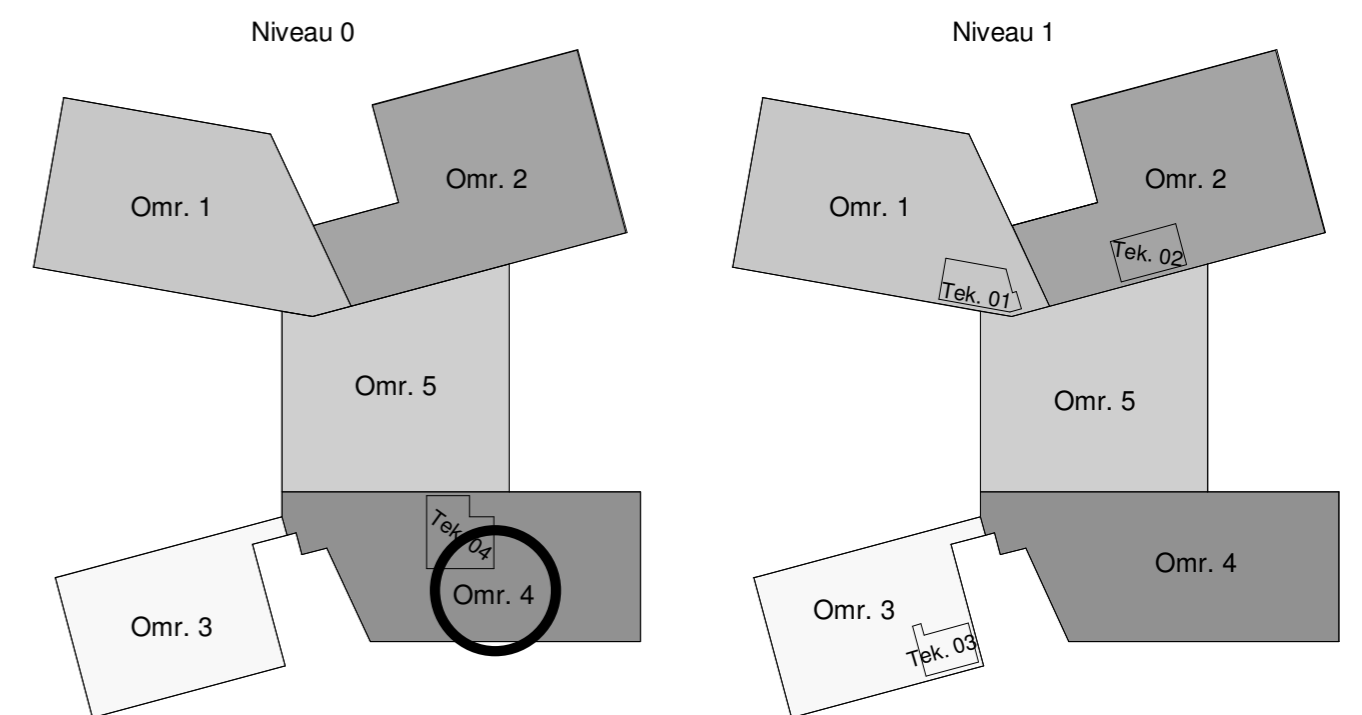 Niveau 0
Omr. 1
Omr. 2
Omr. 5
Tek. 04
Omr. 4
Omr. 3
Niveau 1
Omr. 1
Omr. 2
Tek. 02
Tek. 01
Omr. 5
Omr. 4
Omr. 3
Tek. 03